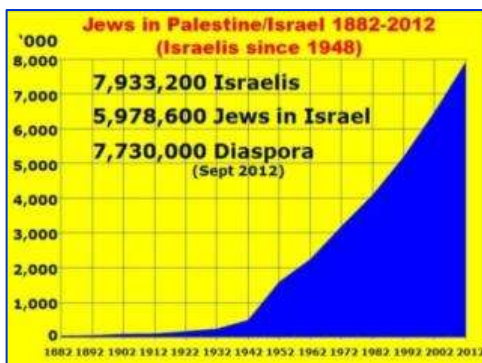 Jews in Palestine/Israel 1882-2012
'000
(Israelis since 1948)
8,000
7,933,200 Israelis
7,000
5,978,600 Jews in Israel
6,000
7,730,000 Diaspora
5,000
(Sept 2012)
4,000
3,000
2,000
1,000
0
1882 1892 1902 1912 1922 1932 1942 1952 1962 1972 1982 1992 2002 2012